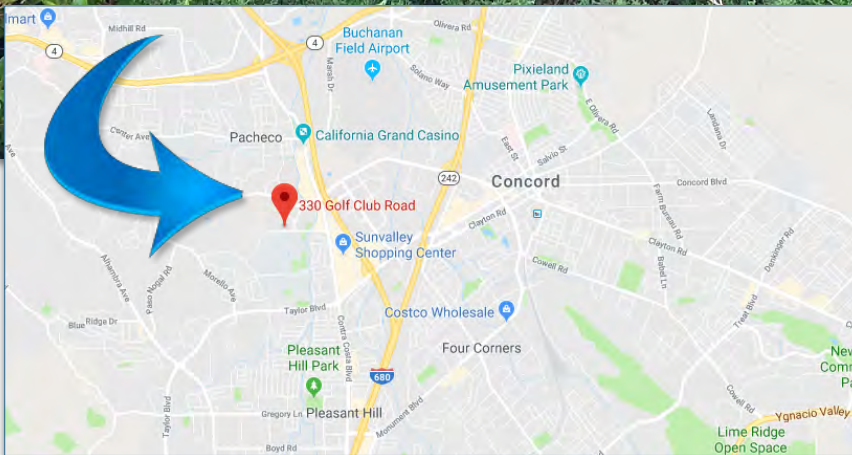 lmart
Midhill Rd
4
4
Marsh Dr
Buchanan
Field Airport
Olivera Rd
Solano Way
Pixieland
Amusement Park
E Olivera Rd
Landana Dr
Center Ave
Ave
Pacheco
California Grand Casino
East St
Salvio St
242
Concord
Concord Blvd
Farm Bureau Rd
330 Golf Club Road
Clayton Rd
Clayton Rd
Denkinger Rd
Sunvalley
Shopping Center
Cowell Rd
Babel Ln
Alhambra Ave
Paso Nogal Rd
Morello Ave
Taylor Blvd
Costco Wholesale
Treat Blvd
Blue Ridge Dr
Contra Costa Blvd
Four Corners
Pleasant
Hill Park
New
Comm
Pa
680
Cowell Rd
Taylor Blvd
Gregory Ln
Pleasant Hill
Monument Blvd
Ygnacio Valley
Boyd Rd
Lime Ridge
Open Space